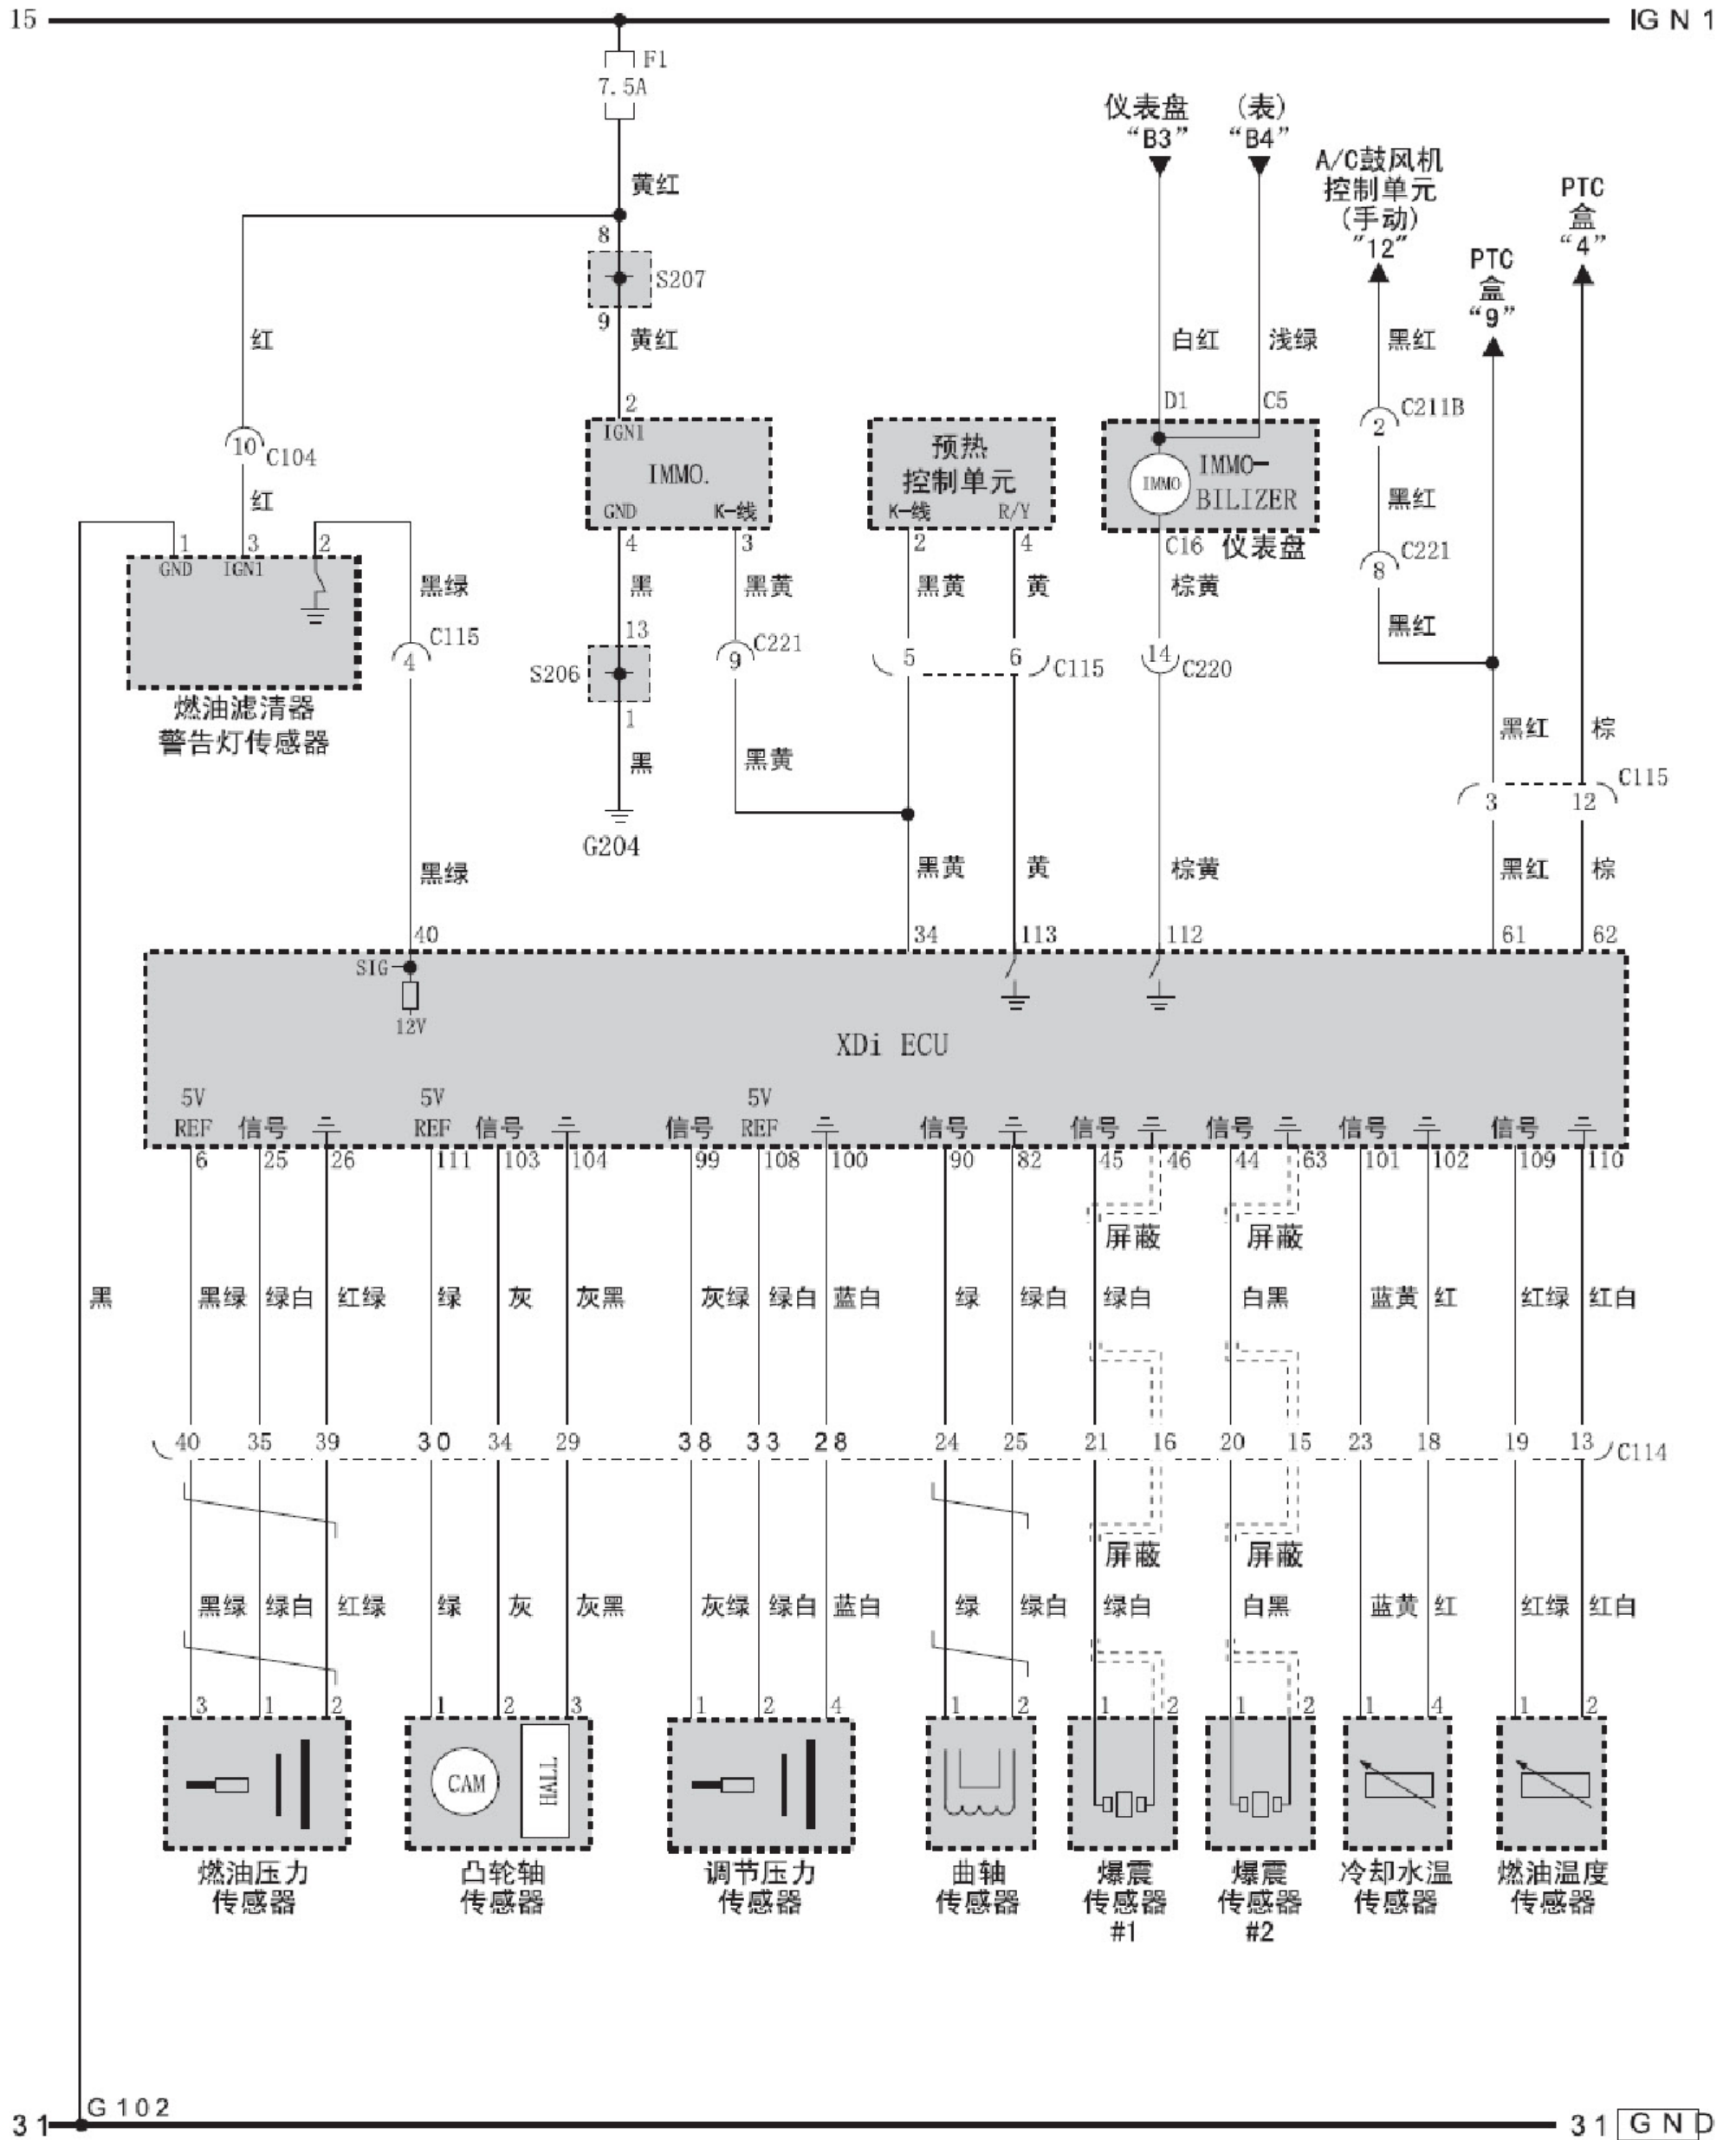 15
IGN 1
F1
7.5A
仪表盘
“B3”
(表)
“B4”
A/C鼓风机
控制单元
(手动)
"12"
PTC
盒
“4”
PTC
盒
“9”
黄红
8
S207
9
红
黄红
白红
浅绿
黑红
2
D1
C5
C211B
2
10
C104
IGN1
IMMO.
GND
K-线
预热
控制单元
K-线
R/Y
IMMO
IMMO-
BILIZER
红
黑红
1
3
2
4
3
2
4
C16
仪表盘
C221
8
GND
IGN1
黑绿
黑
黑黄
黑黄
黄
棕黄
黑红
C115
4
13
S206
1
C221
9
5
6
C115
14
C220
燃油滤清器
警告灯传感器
黑
黑黄
黑红
棕
C115
3
12
G204
黑绿
黑黄
黄
棕黄
黑红
棕
40
34
113
112
61
62
SIG
12V
XDi ECU
5V
REF
信号
5V
REF
信号
信号
5V
REF
信号
信号
信号
信号
信号
6
25
26
111
103
104
99
108
100
90
82
45
46
44
63
101
102
109
110
屏蔽
屏蔽
黑
黑绿
绿白
红绿
绿
灰
灰黑
灰绿
绿白
蓝白
绿
绿白
绿白
白黑
蓝黄
红
红绿
红白
40
35
39
30
34
29
38
33
28
24
25
21
16
20
15
23
18
19
13
C114
屏蔽
屏蔽
黑绿
绿白
红绿
绿
灰
灰黑
灰绿
绿白
蓝白
绿
绿白
绿白
白黑
蓝黄
红
红绿
红白
3
1
2
1
2
3
1
2
4
1
2
1
2
1
2
1
4
1
2
CAM
HALL
燃油压力
传感器
凸轮轴
传感器
调节压力
传感器
曲轴
传感器
爆震
传感器
#1
爆震
传感器
#2
冷却水温
传感器
燃油温度
传感器
G102
31
31 GND